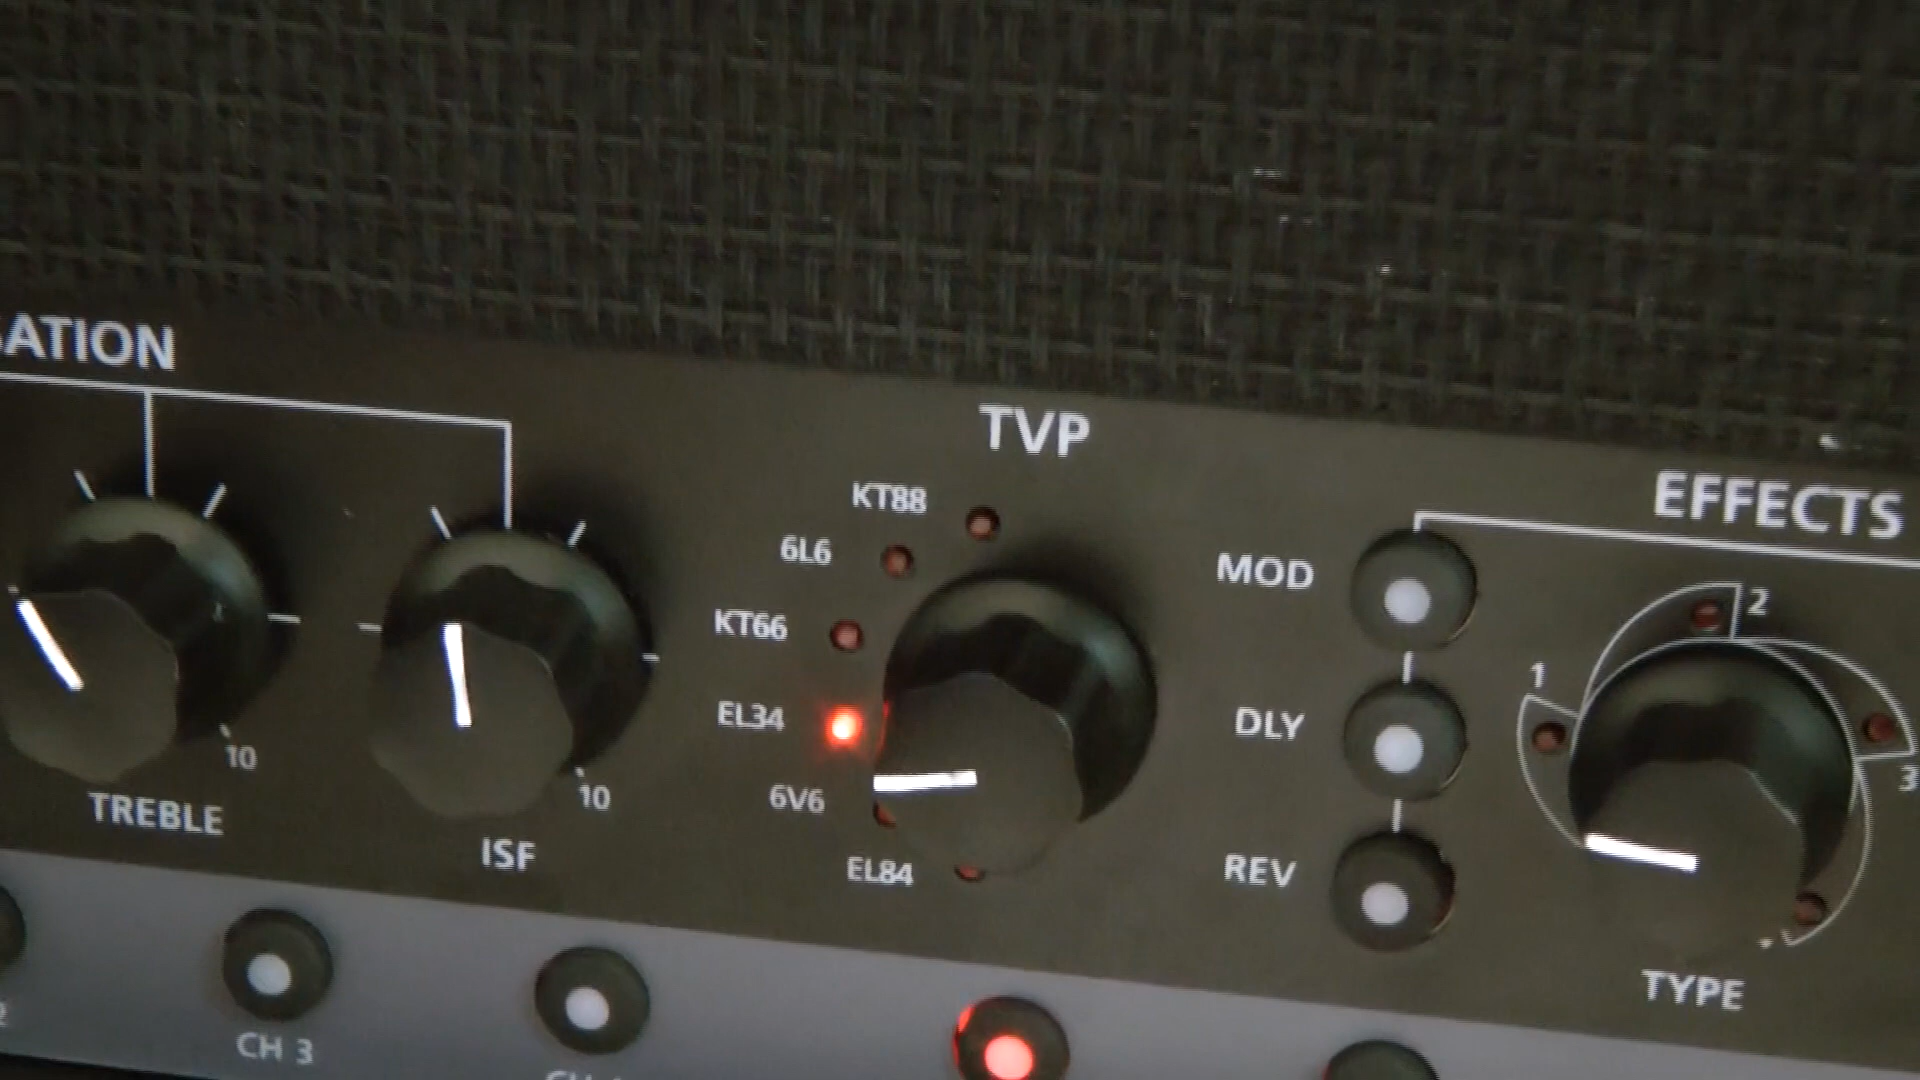 SATION
TVP
EFFECTS
KT88
6L6
KT66
EL34
6V6
EL84
MOD
DLY
REV
1
2
3
10
10
TREBLE
ISF
TYPE
CH 3